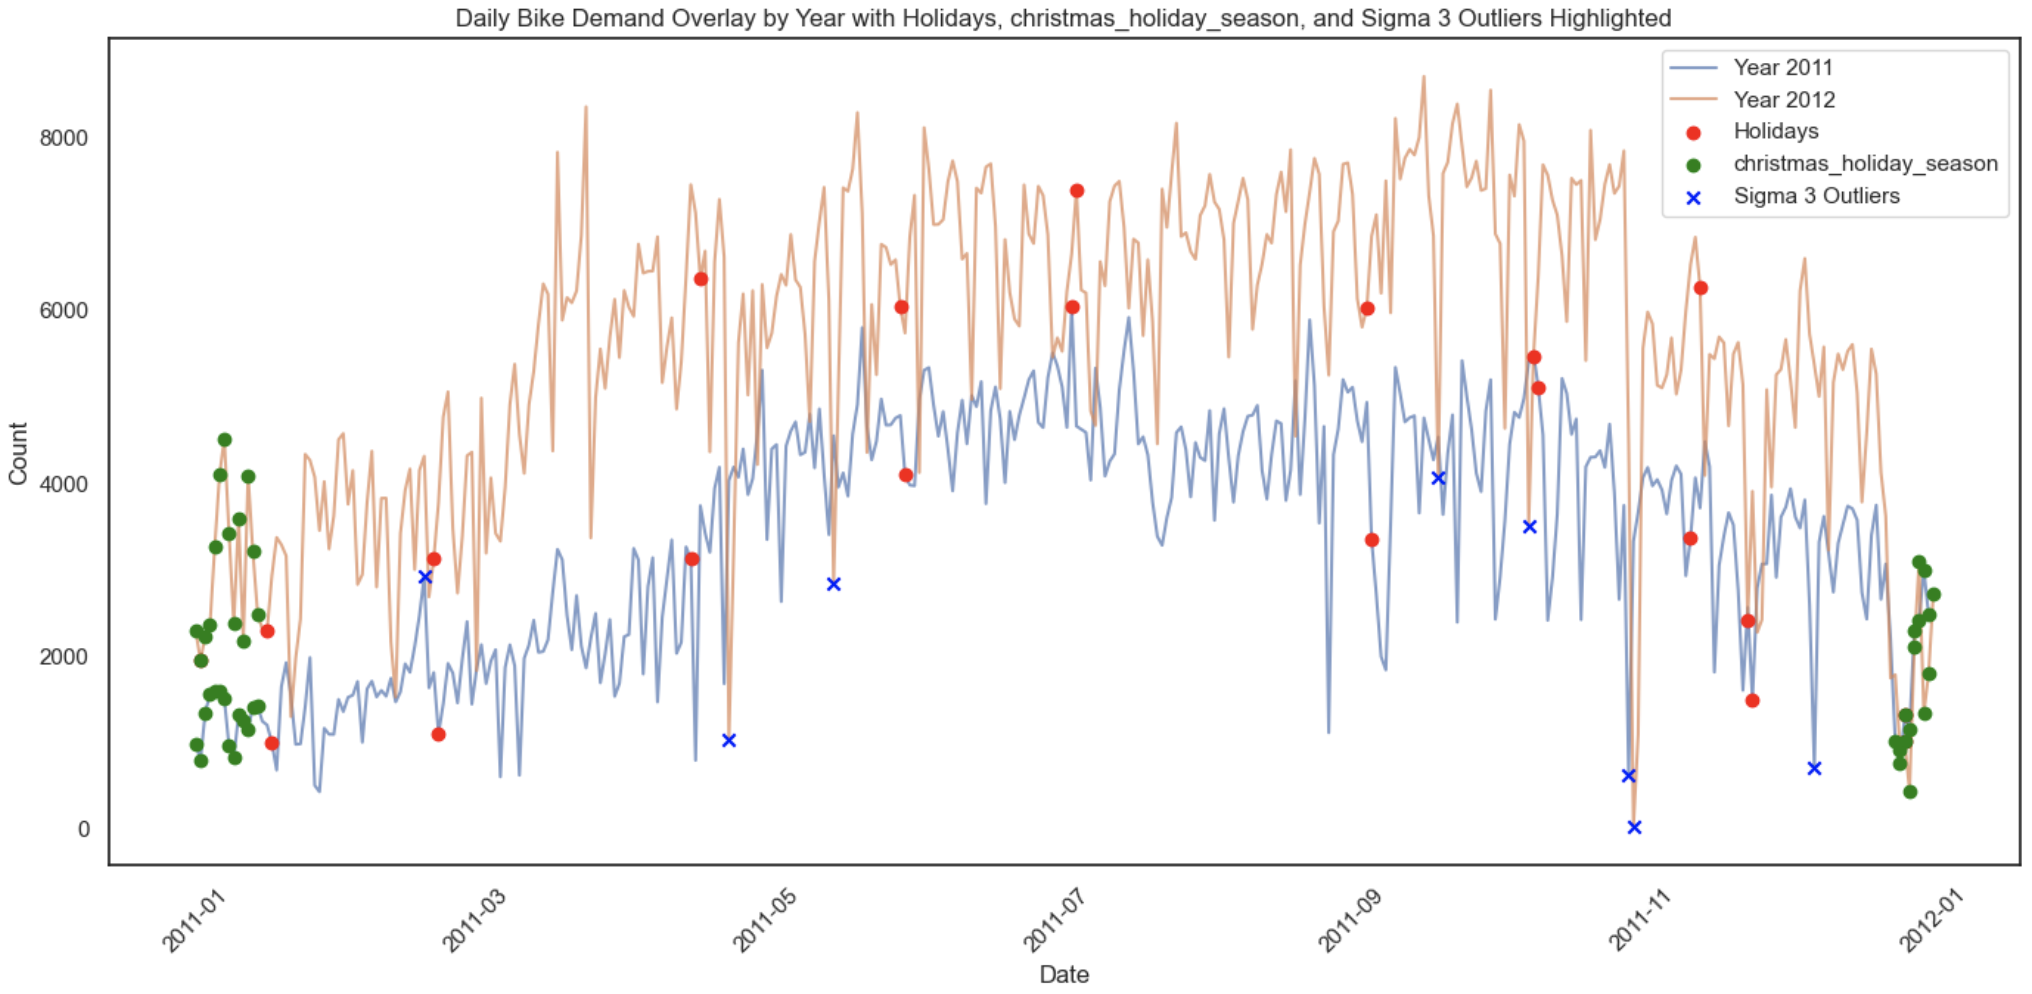 Daily Bike Demand Overlay by Year with Holidays, christmas_holiday_season, and Sigma 3 Outliers Highlighted
Year 2011
Year 2012
Holidays
christmas_holiday_season
Sigma 3 Outliers
Count
8000
6000
4000
2000
0
2011-01
2011-03
2011-05
2011-07
2011-09
2011-11
2012-01
Date